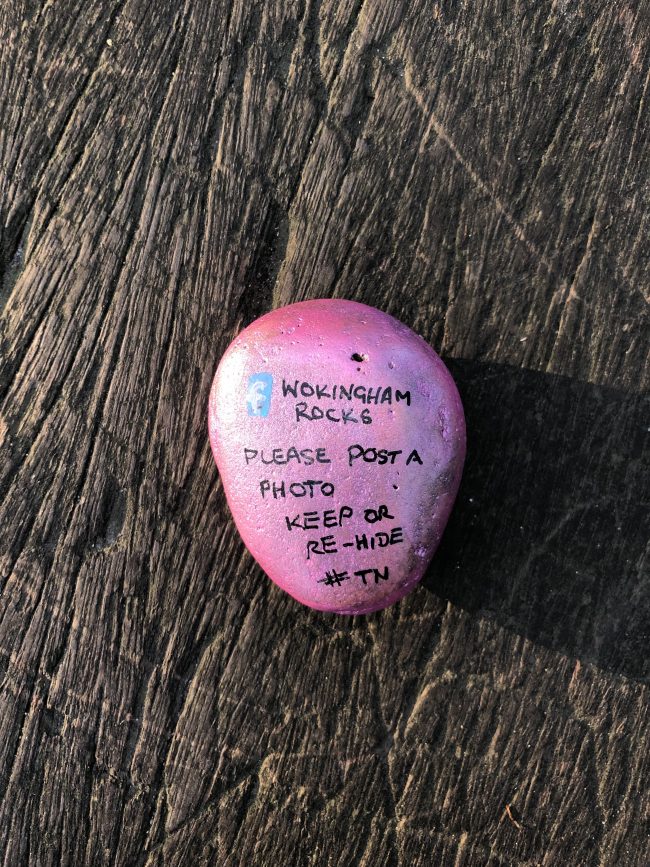 f WOKINGHAM
ROCKS
PLEASE POST A
PHOTO
KEEP OR
RE-HIDE
#TN